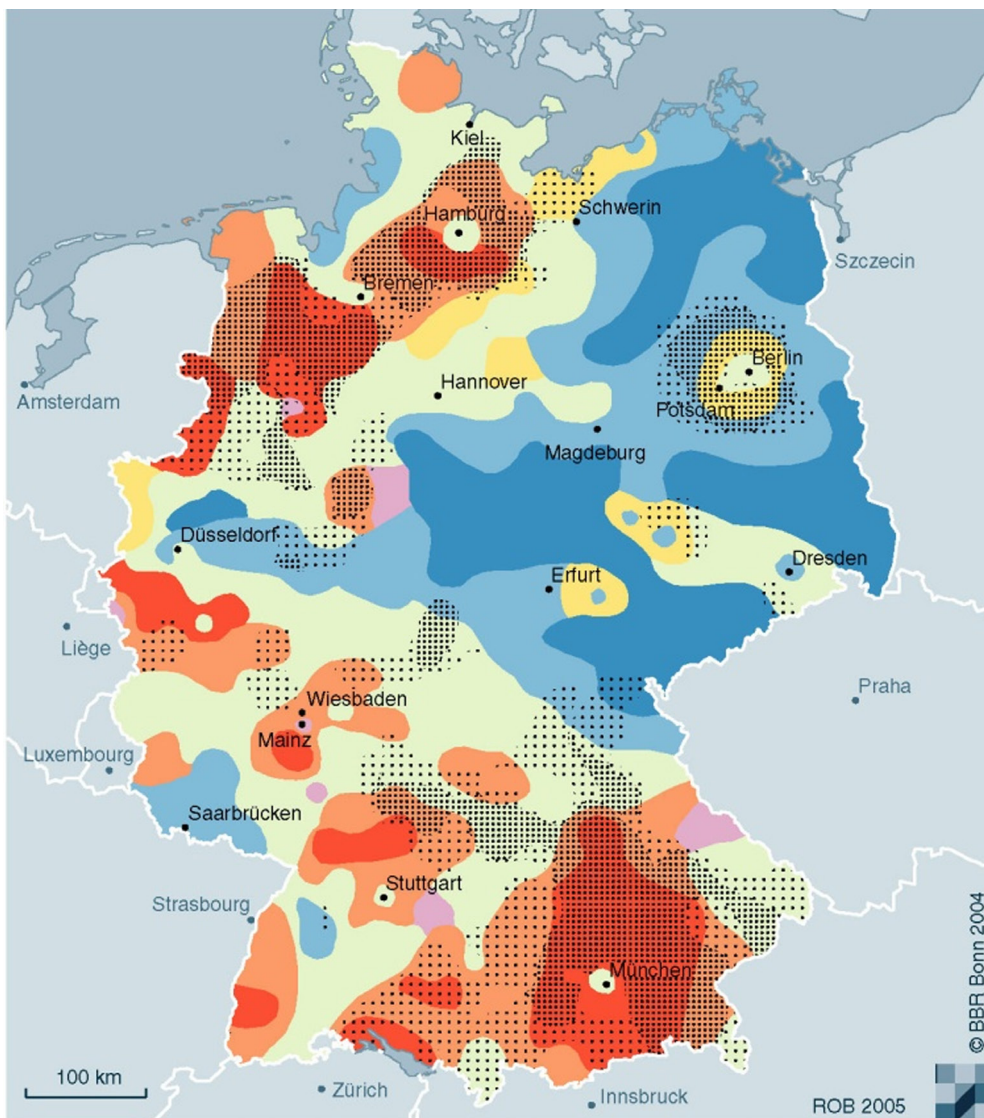 Kiel
Hamburg
Schwerin
Szczecin
Bremen
Berlin
Amsterdam
Hannover
Potsdam
Magdeburg
Düsseldorf
Dresden
Erfurt
Liège
Wiesbaden
Praha
Mainz
Luxembourg
Saarbrücken
Stuttgart
Strasbourg
München
© BBR Bonn 2004
100 km
Zürich
Innsbruck
ROB 2005